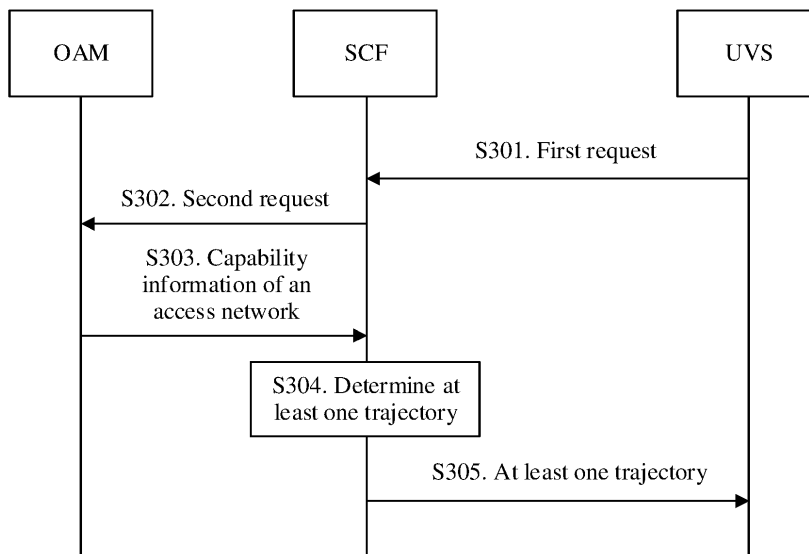 OAM
SCF
UVS
S301. First request
S302. Second request
S303. Capability
information of an
access network
S304. Determine at
least one trajectory
S305. At least one trajectory